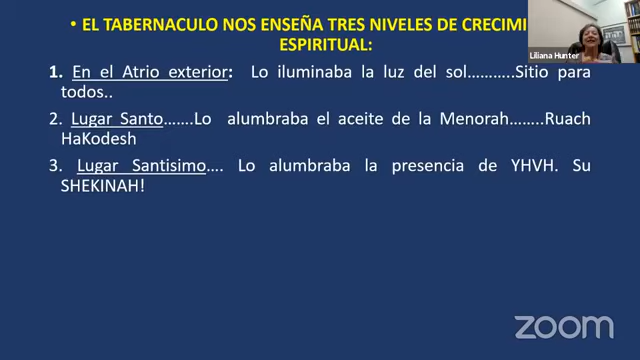 • EL TABERNACULO NOS ENSEÑA TRES NIVELES DE
ESPIRITUAL:
1. En el Atrio exterior: Lo iluminaba la luz del sol………..Sitio para
todos..
2. Lugar Santo…….Lo alumbraba el aceite de la Menorah……..Ruach
HaKodesh
3. Lugar Santisimo…. Lo alumbraba la presencia de YHVH. Su
SHEKINAH!
Liliana Hunter
zoom